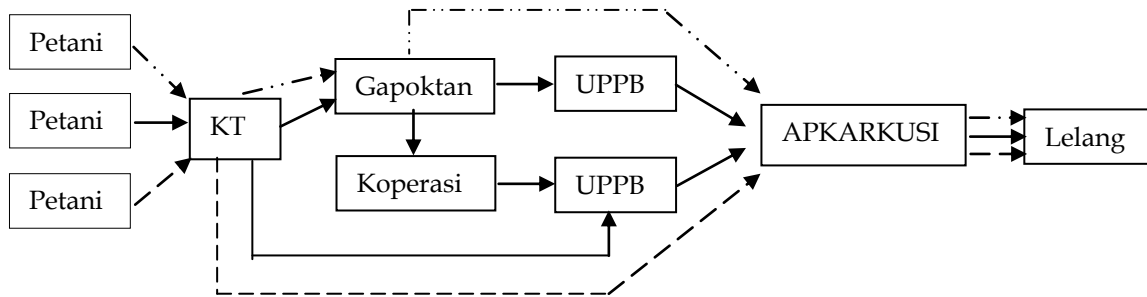 Petani
Petani
Petani
KT
Gapoktan
Koperasi
UPPB
UPPB
APKARKUSI
Lelang